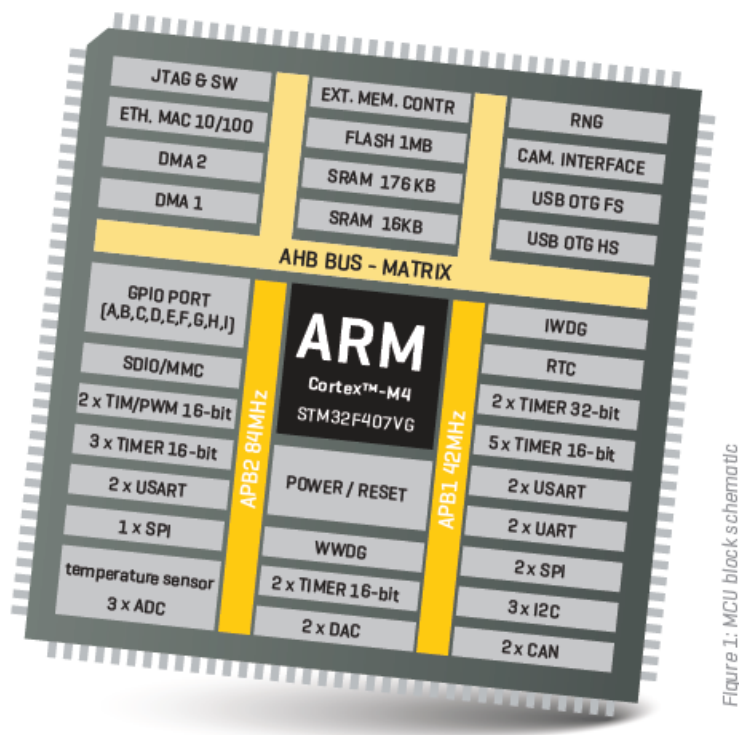 JTAG & SW
ETH. MAC 10/100
DMA 2
DMA 1
EXT. MEM. CONTR
FLASH 1MB
SRAM 176 KB
SRAM 16KB
RNG
CAM. INTERFACE
USB OTG FS
USB OTG HS
AHB BUS - MATRIX
GPIO PORT
(A,B,C,D,E,F,G,H,I)
SDIO/MMC
2 x TIM/PWM 16-bit
3 x TIMER 16-bit
2 x USART
1 x SPI
temperature sensor
3 x ADC
APB2 84MHz
ARM
Cortex™-M4
STM32F407VG
POWER / RESET
WWDG
2 x TIMER 16-bit
2 x DAC
APB1 42MHz
IWDG
RTC
2 x TIMER 32-bit
5 x TIMER 16-bit
2 x USART
2 x UART
2 x SPI
3 x I2C
2 x CAN
Figure 1: MCU block schematic